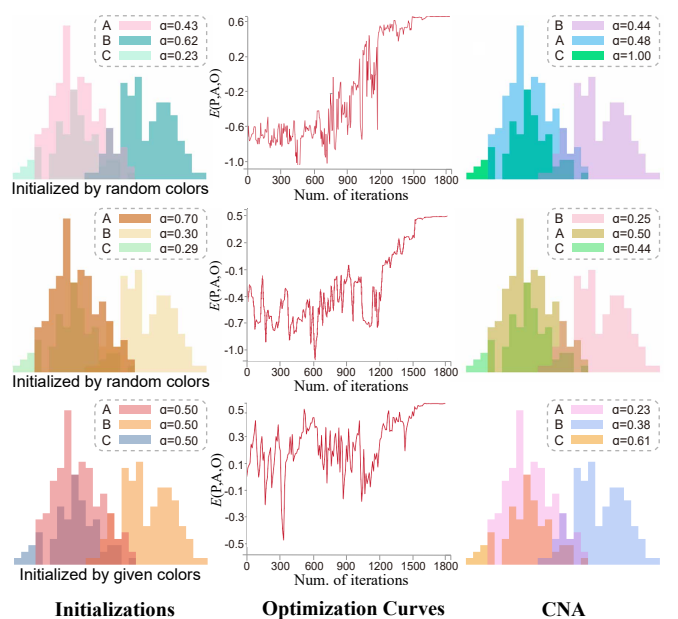 A α=0.43
B α=0.62
C α=0.23
Initialized by random colors
E(P,A,O)
0.6
0.2
-0.2
-0.6
-1.0
0 300 600 900 1200 1500 1800
Num. of iterations
B α=0.44
A α=0.48
C α=1.00
A α=0.70
B α=0.30
C α=0.29
Initialized by random colors
E(P,A,O)
0.5
0.2
-0.1
-0.4
-0.7
-1.0
0 300 600 900 1200 1500 1800
Num. of iterations
B α=0.25
A α=0.50
C α=0.44
A α=0.50
B α=0.50
C α=0.50
Initialized by given colors
E(P,A,O)
0.5
0.3
0.1
-0.1
-0.3
-0.5
0 300 600 900 1200 1500 1800
Num. of iterations
A α=0.23
B α=0.38
C α=0.61
Initializations
Optimization Curves
CNA